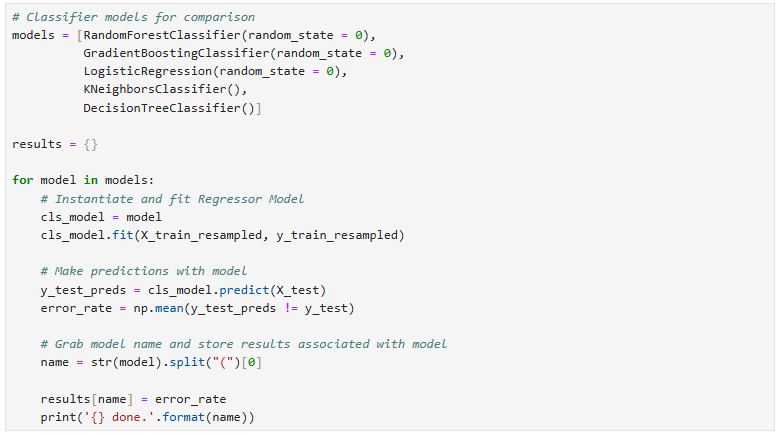 # Classifier models for comparison
models = [RandomForestClassifier(random_state = 0),
          GradientBoostingClassifier(random_state = 0),
          LogisticRegression(random_state = 0),
          KNeighborsClassifier(),
          DecisionTreeClassifier()]
results = {}
for model in models:
    # Instantiate and fit Regressor Model
    cls_model = model
    cls_model.fit(X_train_resampled, y_train_resampled)
    # Make predictions with model
    y_test_preds = cls_model.predict(X_test)
    error_rate = np.mean(y_test_preds != y_test)
    # Grab model name and store results associated with model
    name = str(model).split("(")[0]
    results[name] = error_rate
    print('{} done.'.format(name))